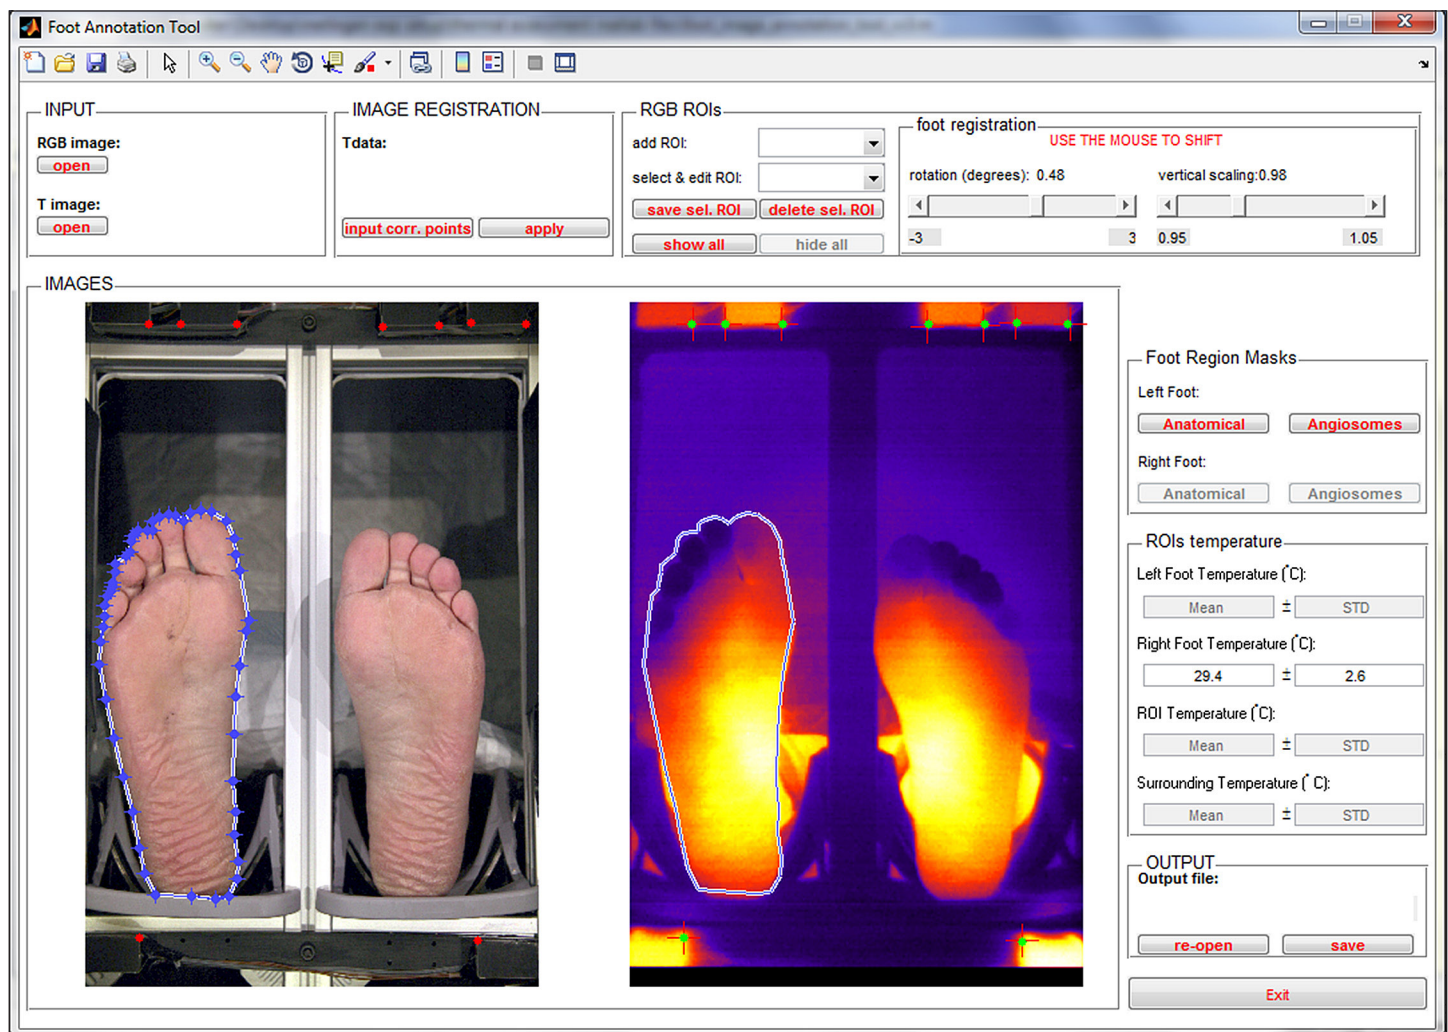 Foot Annotation Tool
INPUT
RGB image:
open
T image:
open
IMAGE REGISTRATION
Tdata:
input corr. points
apply
RGB ROIs
add ROI:
select & edit ROI:
save sel. ROI
delete sel. ROI
show all
hide all
foot registration
USE THE MOUSE TO SHIFT
rotation (degrees): 0.48
vertical scaling:0.98
-3
3
0.95
1.05
IMAGES
Foot Region Masks
Left Foot:
Anatomical
Angiosomes
Right Foot:
Anatomical
Angiosomes
ROIs temperature
Left Foot Temperature (°C):
Mean ± STD
Right Foot Temperature (°C):
29.4 ± 2.6
ROI Temperature (°C):
Mean ± STD
Surrounding Temperature (° C):
Mean ± STD
OUTPUT
Output file:
re-open
save
Exit